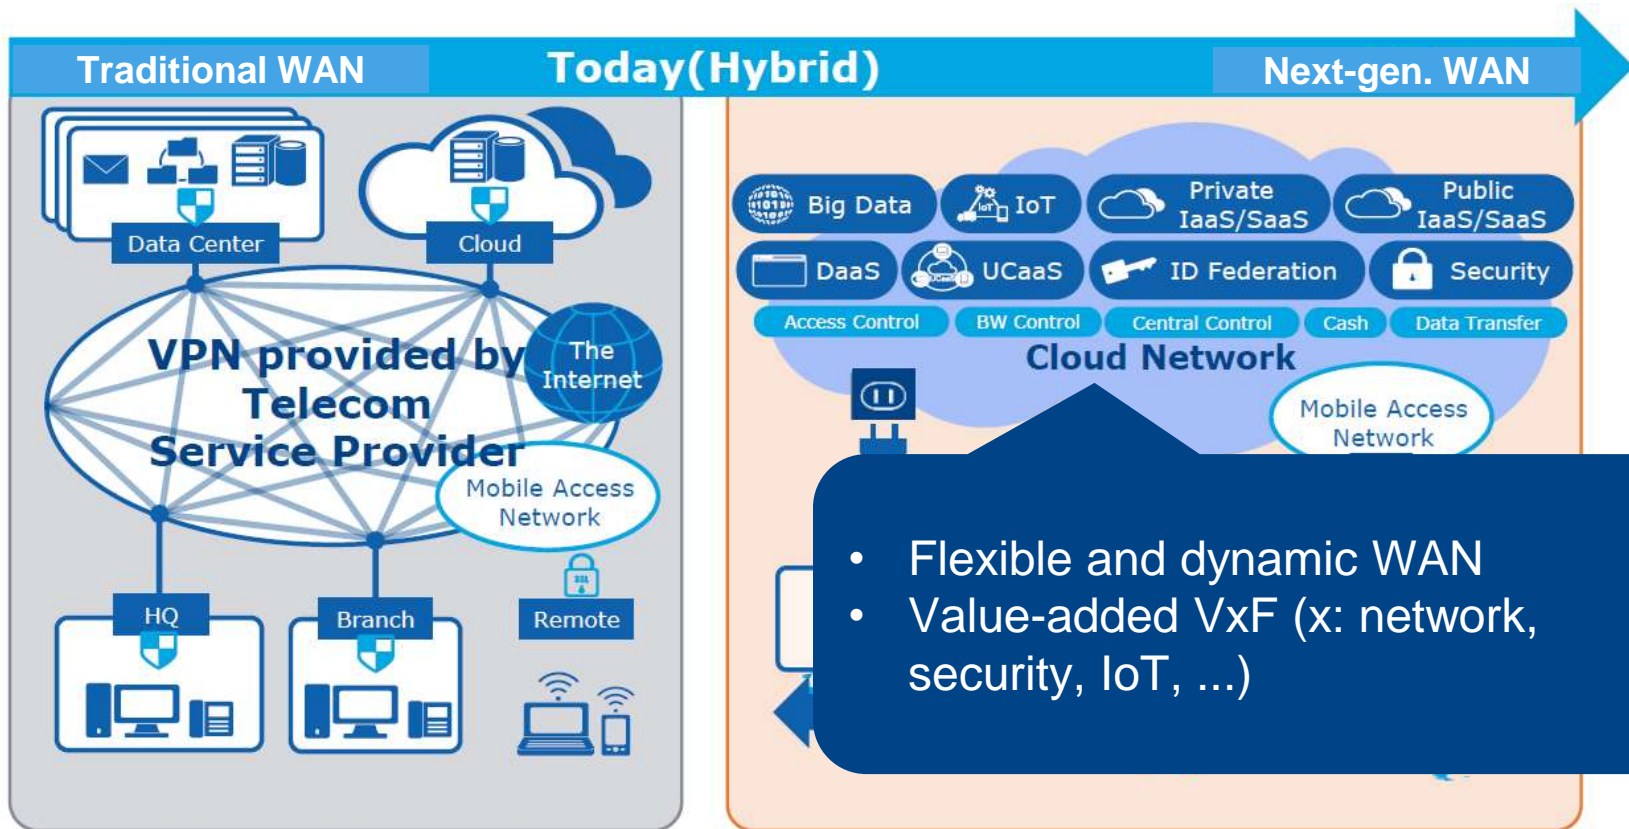 Traditional WAN
Today(Hybrid)
Next-gen. WAN
Data Center
Cloud
VPN provided by
Telecom
Service Provider
The
Internet
Mobile Access
Network
HQ
Branch
SSL
Remote
Big Data
IoT
IoT
Private
IaaS/SaaS
Public
IaaS/SaaS
DaaS
UCaaS
UCaaS
ID Federation
Security
Access Control
BW Control
Central Control
Cash
Data Transfer
Cloud Network
Mobile Access
Network
• Flexible and dynamic WAN
• Value-added VxF (x: network,
security, IoT, ...)